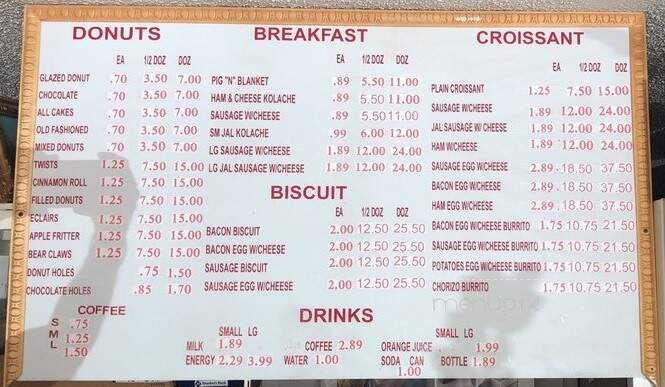 DONUTS
EA 1/2 DOZ DOZ
GLAZED DONUT .70 3.50 7.00
CHOCOLATE .70 3.50 7.00
ALL CAKES .70 3.50 7.00
OLD FASHIONED .70 3.50 7.00
MIXED DONUTS .70 3.50 7.00
TWISTS 1.25 7.50 15.00
CINNAMON ROLL 1.25 7.50 15.00
FILLED DONUTS 1.25 7.50 15.00
ECLAIRS 1.25 7.50 15.00
APPLE FRITTER 1.25 7.50 15.00
BEAR CLAWS 1.25 7.50 15.00
DONUT HOLES .75 1.50
CHOCOLATE HOLES .85 1.70
COFFEE
S .75
M 1.25
L 1.50
BREAKFAST
EA 1/2 DOZ DOZ
PIG "N" BLANKET .89 5.50 11.00
HAM & CHEESE KOLACHE .89 5.50 11.00
SAUSAGE W/CHEESE .89 5.50 11.00
SM JAL KOLACHE .99 6.00 12.00
LG SAUSAGE W/CHEESE 1.89 12.00 24.00
LG JAL SAUSAGE W/CHEESE 1.89 12.00 24.00
BISCUIT
EA 1/2 DOZ DOZ
BACON BISCUIT 2.00 12.50 25.50
BACON EGG W/CHEESE 2.00 12.50 25.50
SAUSAGE BISCUIT 2.00 12.50 25.50
SAUSAGE EGG W/CHEESE 2.00 12.50 25.50
CROISSANT
EA 1/2 DOZ DOZ
PLAIN CROISSANT 1.25 7.50 15.00
SAUSAGE W/CHEESE 1.89 12.00 24.00
JAL SAUSAGE W/CHEESE 1.89 12.00 24.00
HAM W/CHEESE 1.89 12.00 24.00
SAUSAGE EGG W/CHEESE 2.89 18.50 37.50
BACON EGG W/CHEESE 2.89 18.50 37.50
HAM EGG W/CHEESE 2.89 18.50 37.50
BACON EGG W/CHEESE BURRITO 1.75 10.75 21.50
SAUSAGE EGG W/CHEESE BURRITO 1.75 10.75 21.50
POTATOES EGG W/CHEESE BURRITO 1.75 10.75 21.50
CHORIZO BURRITO 1.75 10.75 21.50
DRINKS
SMALL LG
MILK 1.89
ENERGY 2.29 3.99
COFFEE 2.89
WATER 1.00
SMALL LG
ORANGE JUICE 1.99
SODA CAN 1.00 BOTTLE 1.89